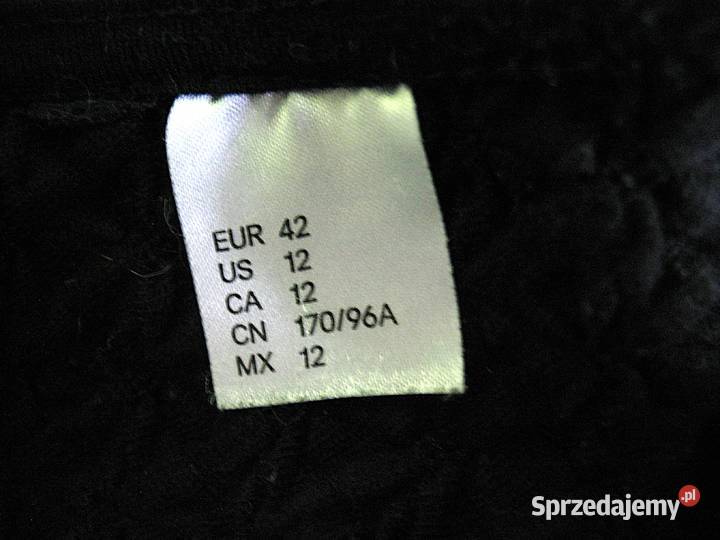 EUR 42
US 12
CA 12
CN 170/96A
MX 12
Sprzedajemy.pl